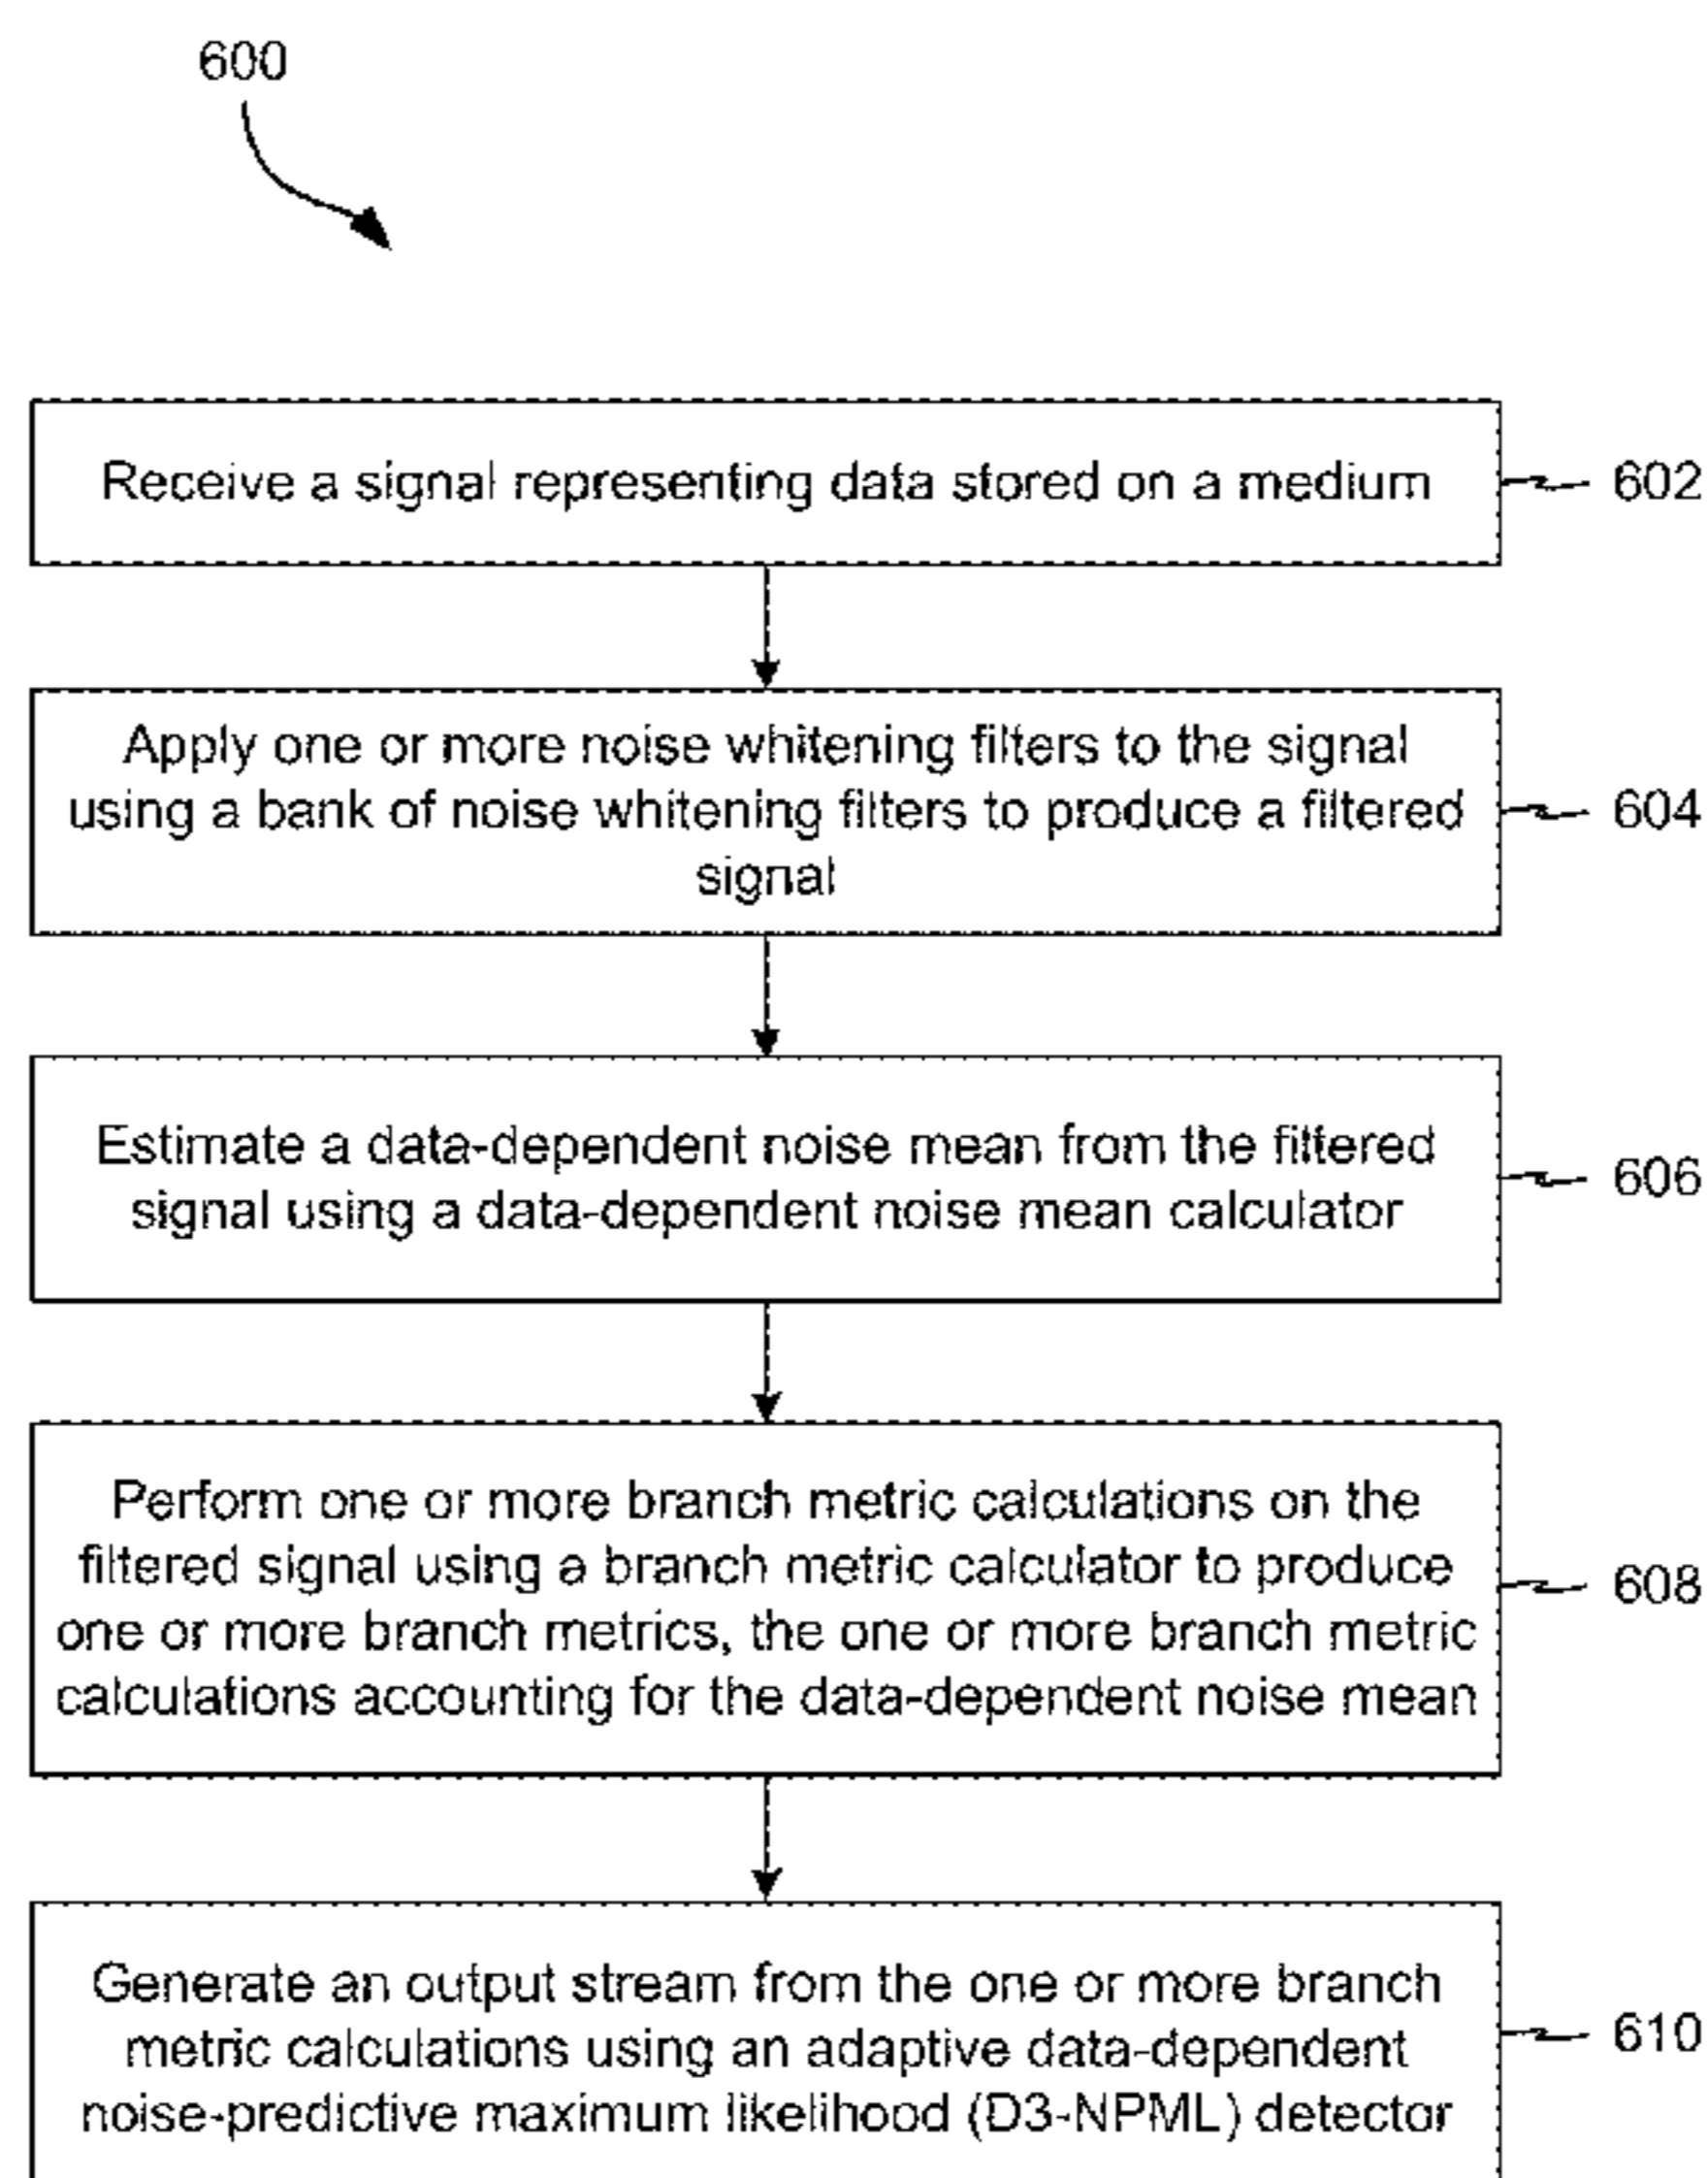 600
Receive a signal representing data stored on a medium
602
Apply one or more noise whitening filters to the signal
using a bank of noise whitening filters to produce a filtered
signal
604
Estimate a data-dependent noise mean from the filtered
signal using a data-dependent noise mean calculator
606
Perform one or more branch metric calculations on the
filtered signal using a branch metric calculator to produce
one or more branch metrics, the one or more branch metric
calculations accounting for the data-dependent noise mean
608
Generate an output stream from the one or more branch
metric calculations using an adaptive data-dependent
noise-predictive maximum likelihood (D3-NPML) detector
610